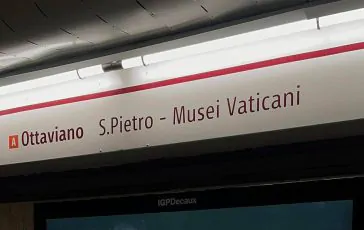 A Ottaviano S.Pietro - Musei Vaticani
IGPDecaux